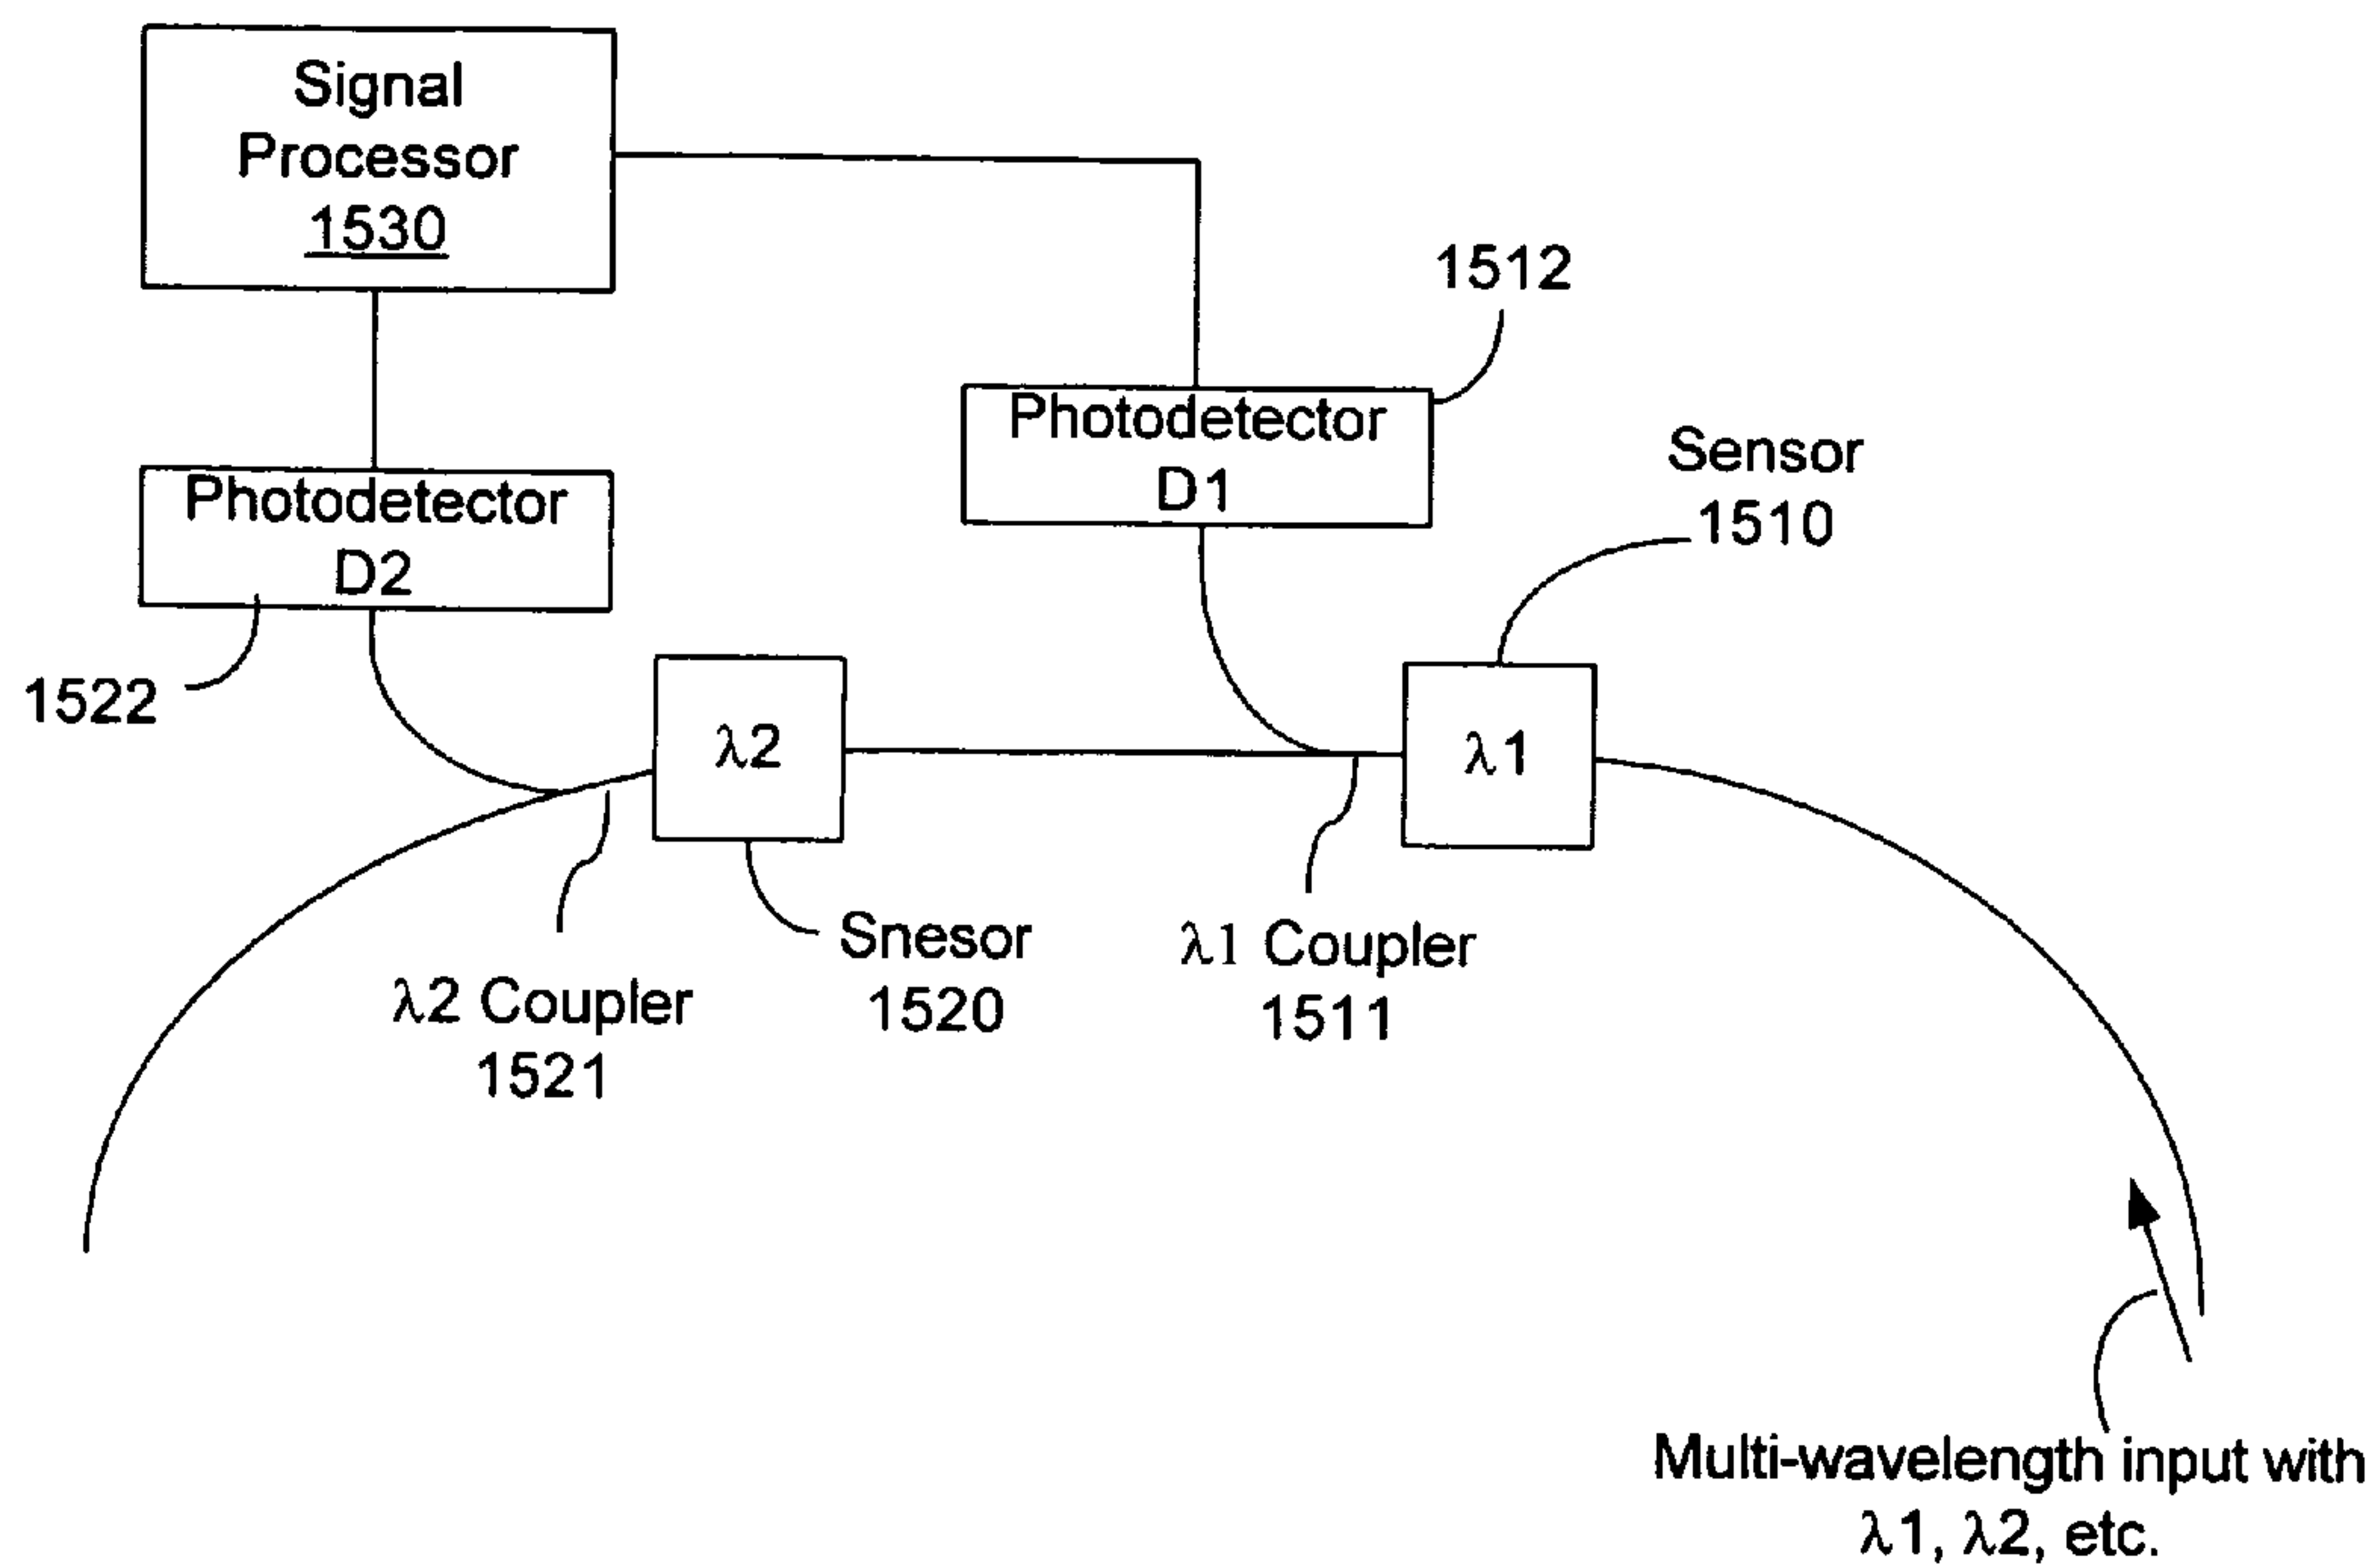 Signal
Processor
1530
1512
Photodetector
D1
Sensor
1510
Photodetector
D2
1522
λ2
λ1
Snesor
1520
λ1 Coupler
1511
λ2 Coupler
1521
Multi-wavelength input with
λ1, λ2, etc.